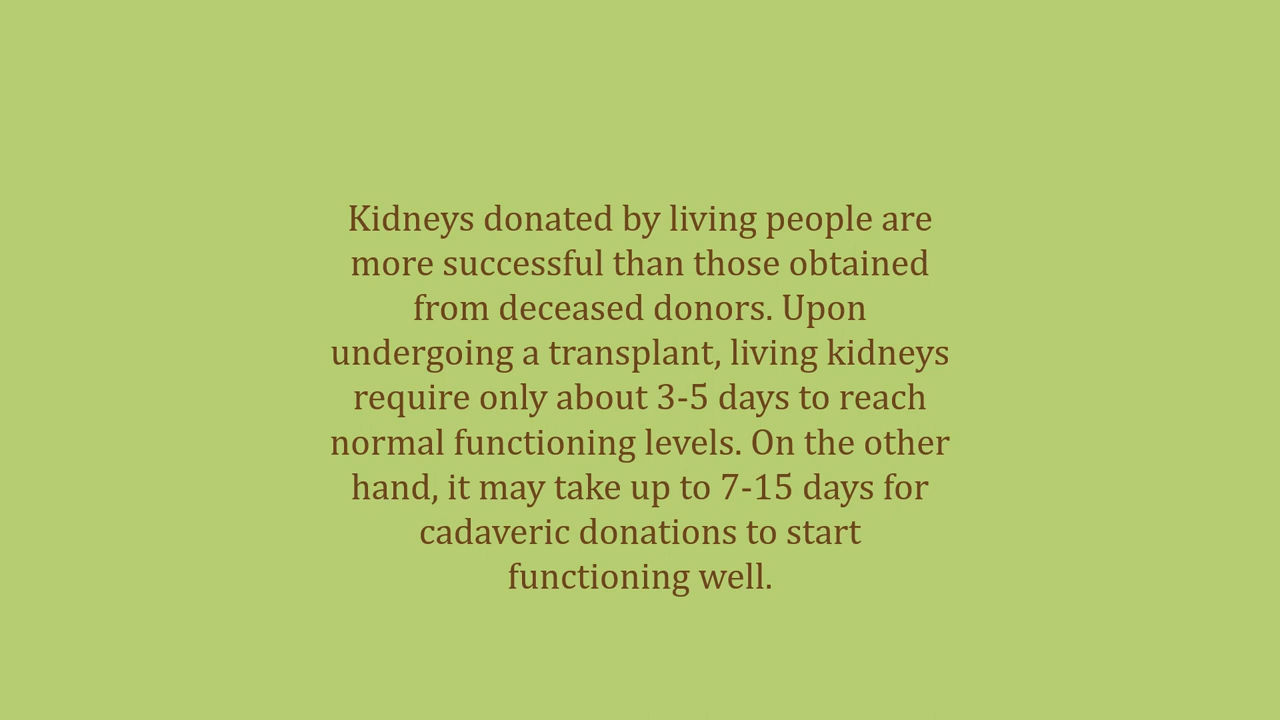 Kidneys donated by living people are
more successful than those obtained
from deceased donors. Upon
undergoing a transplant, living kidneys
require only about 3-5 days to reach
normal functioning levels. On the other
hand, it may take up to 7-15 days for
cadaveric donations to start
functioning well.